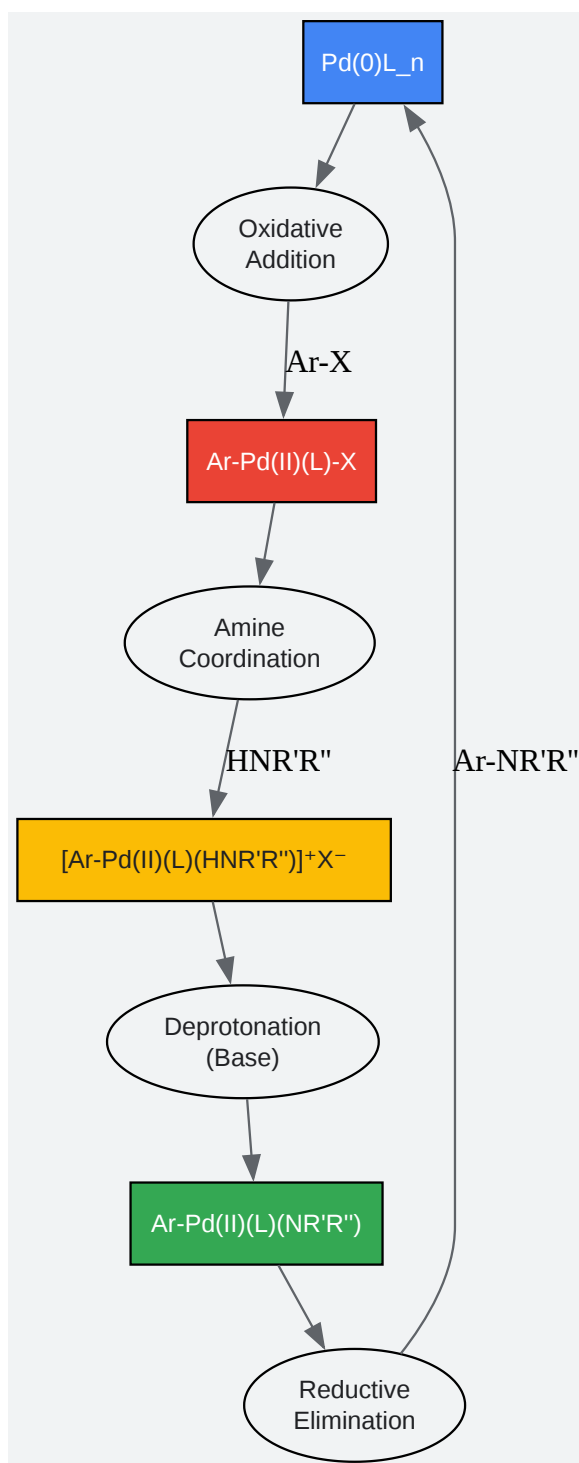 Pd(0)L_n
Oxidative
Addition
Ar-X
Ar-Pd(II)(L)-X
Amine
Coordination
HNR'R''
Ar-NR'R''
[Ar-Pd(II)(L)(HNR'R'')]⁺X⁻
Deprotonation
(Base)
Ar-Pd(II)(L)(NR'R'')
Reductive
Elimination